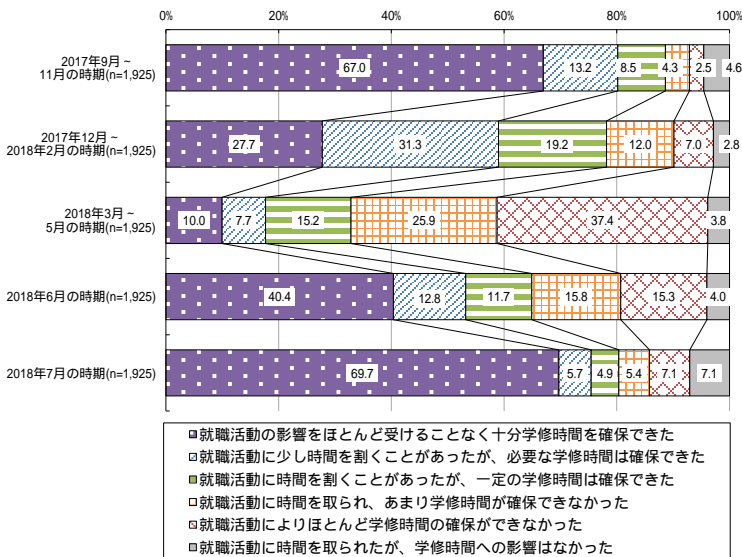 0% 20% 40% 60% 80% 100%
2017年9月~
11月の時期(n=1,925)
67.0 13.2 8.5 4.3 2.5 4.6
2017年12月~
2018年2月の時期(n=1,925)
27.7 31.3 19.2 12.0 7.0 2.8
2018年3月~
5月の時期(n=1,925)
10.0 7.7 15.2 25.9 37.4 3.8
2018年6月の時期(n=1,925)
40.4 12.8 11.7 15.8 15.3 4.0
2018年7月の時期(n=1,925)
69.7 5.7 4.9 5.4 7.1 7.1
就職活動の影響をほとんど受けることなく十分学修時間を確保できた
就職活動に少し時間を割くことがあったが、必要な学修時間は確保できた
就職活動に時間を割くことがあったが、一定の学修時間は確保できた
就職活動に時間を取られ、あまり学修時間が確保できなかった
就職活動によりほとんど学修時間の確保ができなかった
就職活動に時間を取られたが、学修時間への影響はなかった